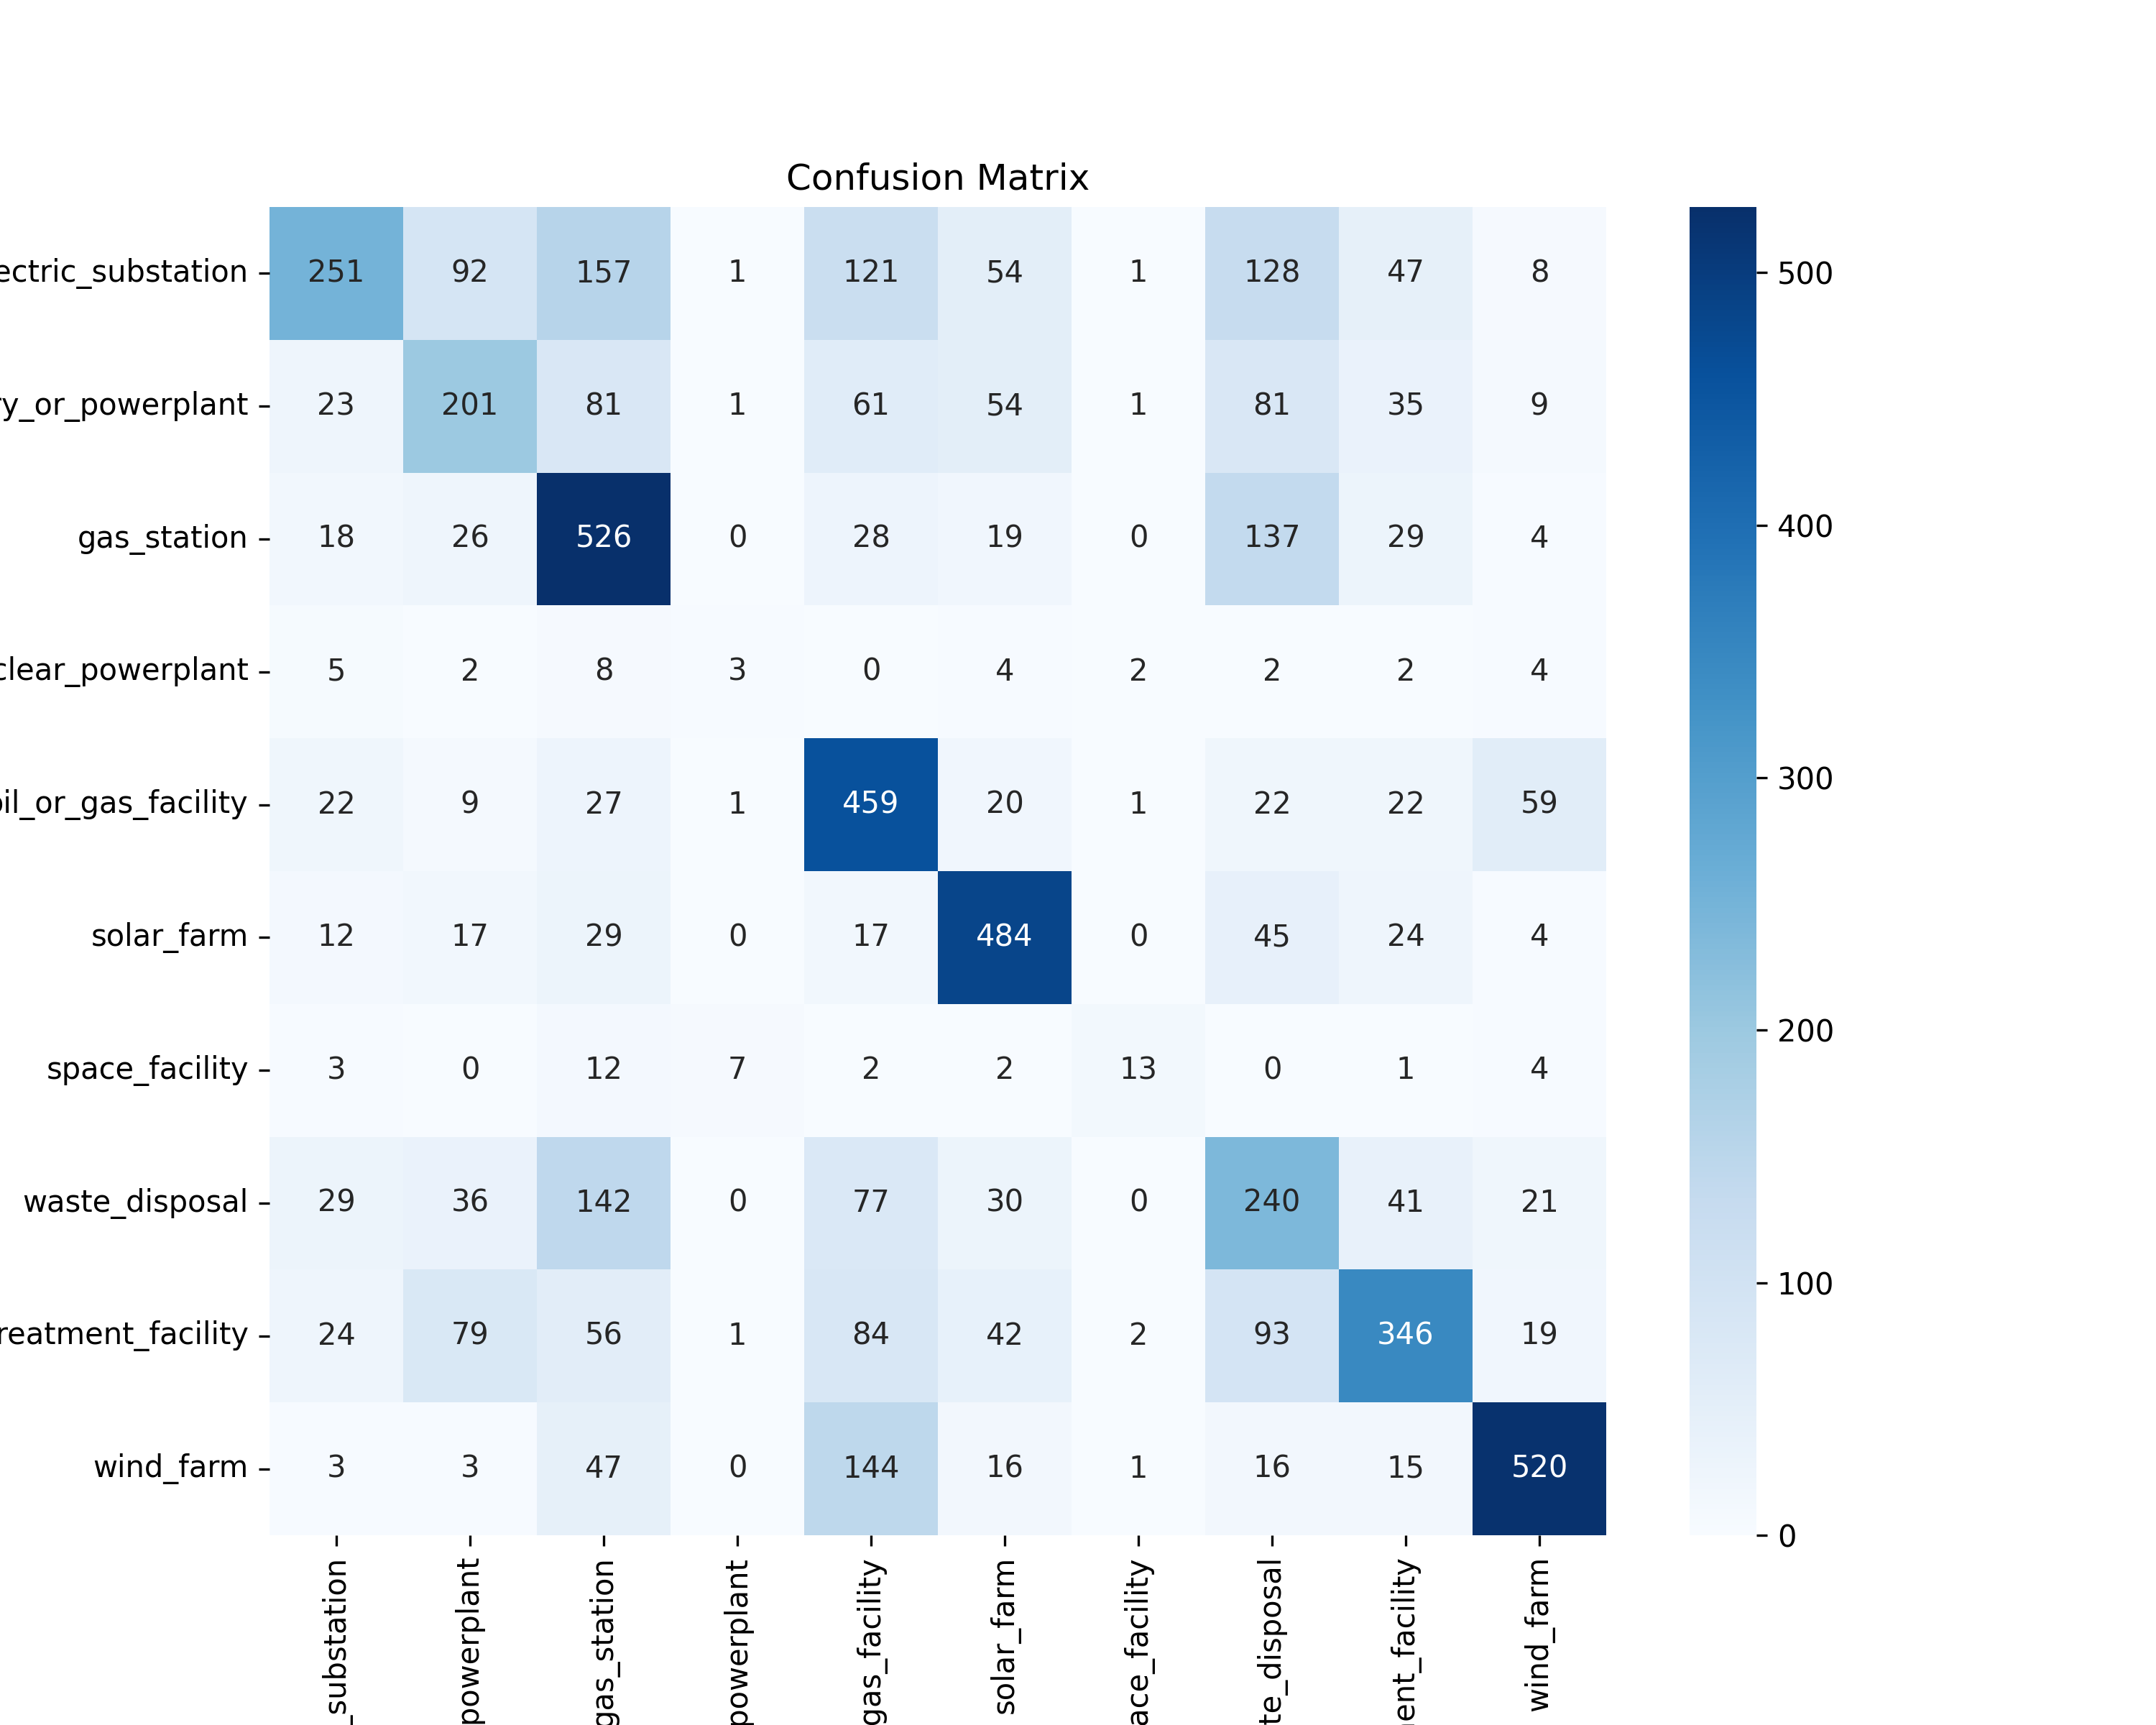 Confusion Matrix
ectric_substation 251 92 157 1 121 54 1 128 47 8
ry_or_powerplant 23 201 81 1 61 54 1 81 35 9
gas_station 18 26 526 0 28 19 0 137 29 4
clear_powerplant 5 2 8 3 0 4 2 2 2 4
oil_or_gas_facility 22 9 27 1 459 20 1 22 22 59
solar_farm 12 17 29 0 17 484 0 45 24 4
space_facility 3 0 12 7 2 2 13 0 1 4
waste_disposal 29 36 142 0 77 30 0 240 41 21
reatment_facility 24 79 56 1 84 42 2 93 346 19
wind_farm 3 3 47 0 144 16 1 16 15 520
_substation
powerplant
gas_station
powerplant
gas_facility
solar_farm
ace_facility
te_disposal
ent_facility
wind_farm
500
400
300
200
100
0